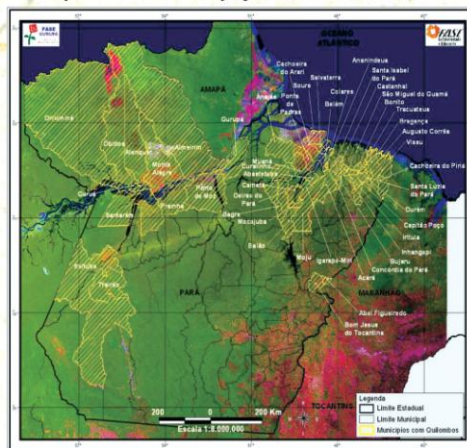 FASE
GURUPÁ
FASE
OCEANO
ATLÂNTICO
Ananindeua
Cachoeira
do Arari
Santa Isabel
do Pará
Salvaterra
Castanhal
Soure
Colares
São Miguel do Guamá
AMAPÁ
Ponta
de
Pedras
Belém
Bonito
Anajás
Tracuateua
Bragança
Gurupá
Augusto Corrêa
Viseu
Oriximiná
Óbidos
Almeirim
Alenquer
Muaná
Cachoeira do Piriá
Curralinho
Monte
Alegre
Abaetetuba
Santa Luzia
do Pará
Cametá
Porto
de Moz
Oeiras do
Pará
Prainha
Ourém
Santarém
Bagre
Capitão Poço
Mocajuba
Irituia
Baião
Inhangapi
Moju
Igarapé-Miri
Bujaru
Itaituba
Concórdia do Pará
Acará
Trairão
PARÁ
MARANHÃO
Abel Figueiredo
Bom Jesus
do Tocantins
200
0
200 Km
Escala 1:8.000.000
TOCANTINS
Legenda
Limite Estadual
Limite Municipal
Municípios com Quilombos